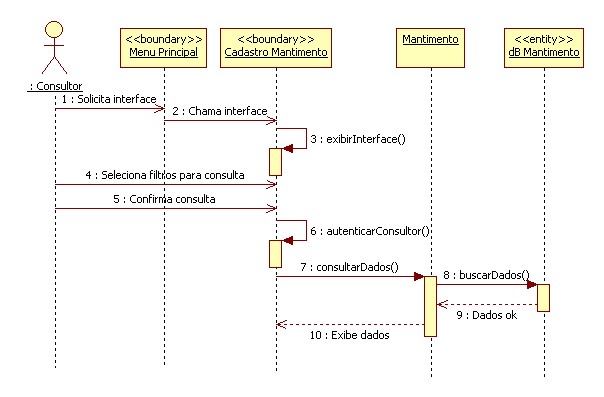 <<boundary>>
Menu Principal
<<boundary>>
Cadastro Mantimento
Mantimento
<<entity>>
dB Mantimento
: Consultor
1 : Solicita interface
2 : Chama interface
3 : exibirInterface()
4 : Seleciona filtros para consulta
5 : Confirma consulta
6 : autenticarConsultor()
7 : consultarDados()
8 : buscarDados()
9 : Dados ok
10 : Exibe dados